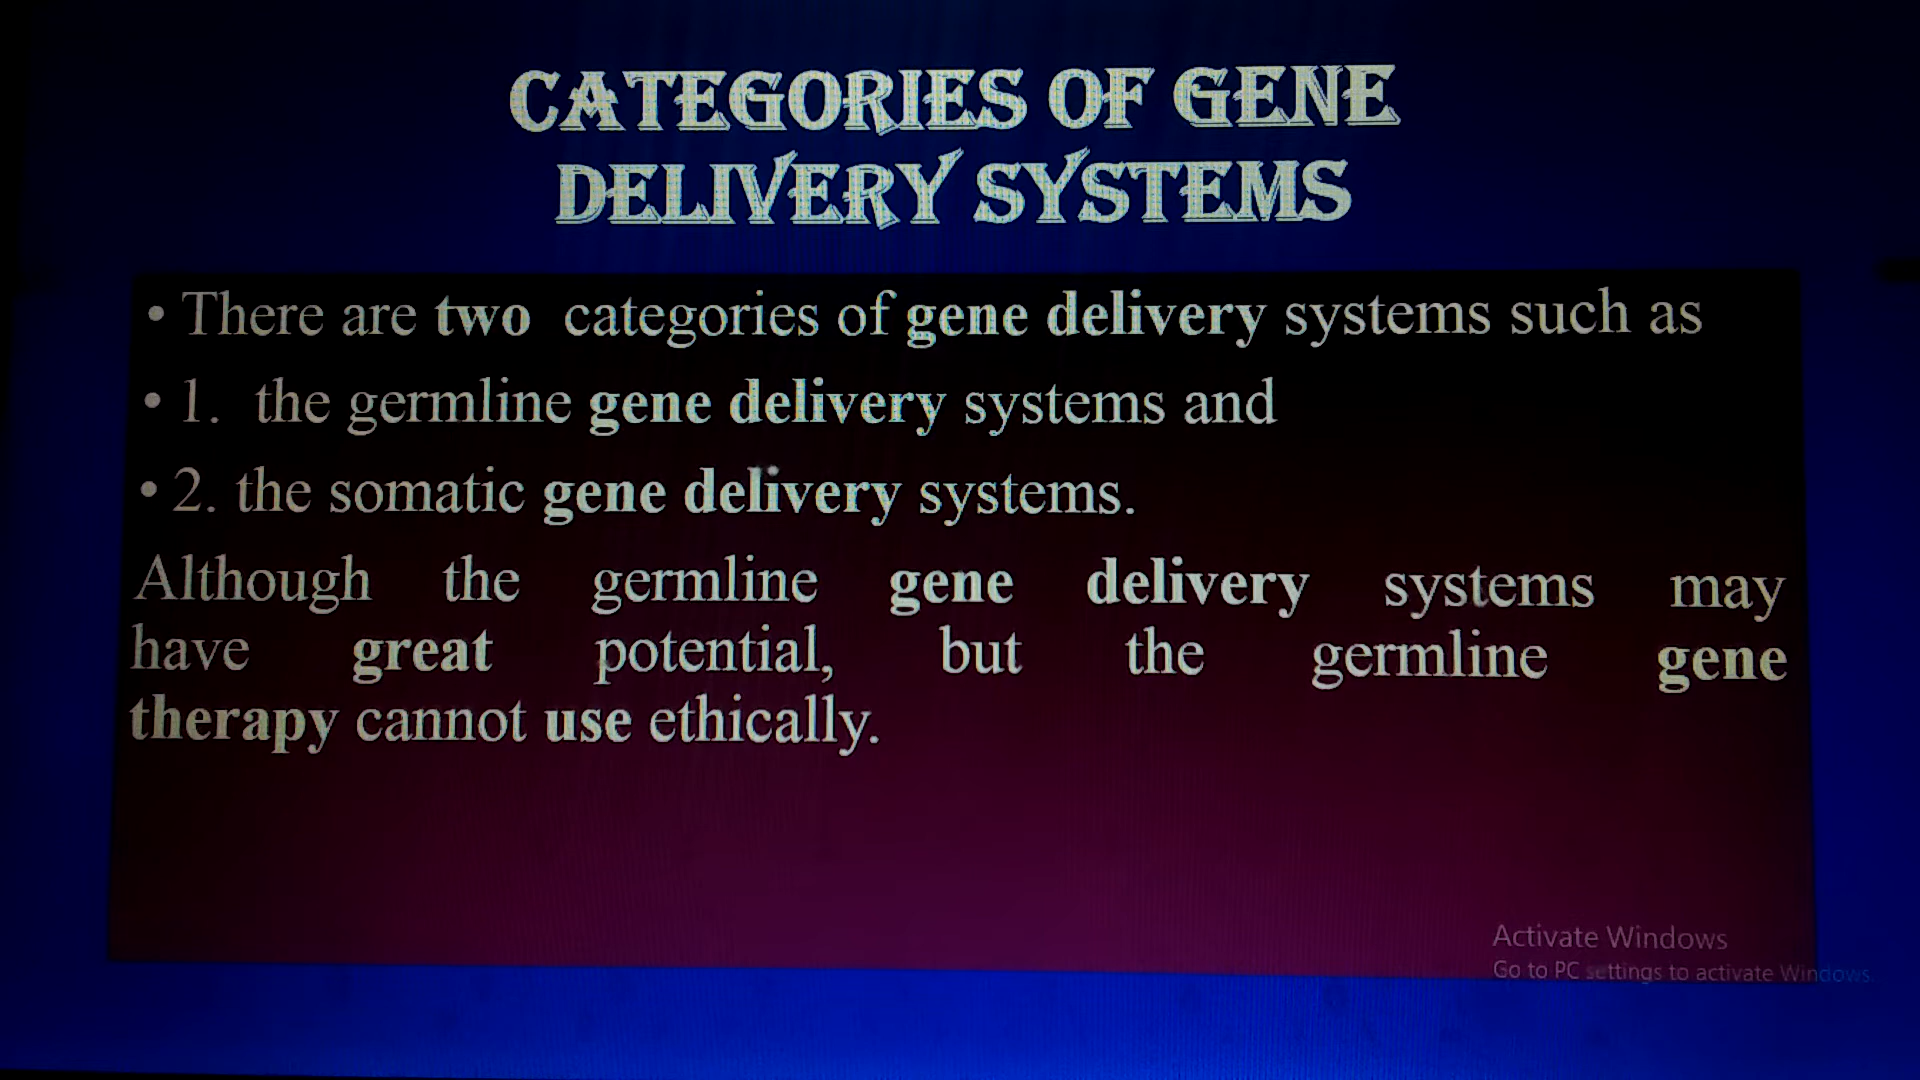 CATEGORIES OF GENE
DELIVERY SYSTEMS
• There are two categories of gene delivery systems such as
• 1. the germline gene delivery systems and
• 2. the somatic gene delivery systems.
Although the germline gene delivery systems may
have great potential, but the germline gene
therapy cannot use ethically.
Activate Windows
Go to PC settings to activate Windows.